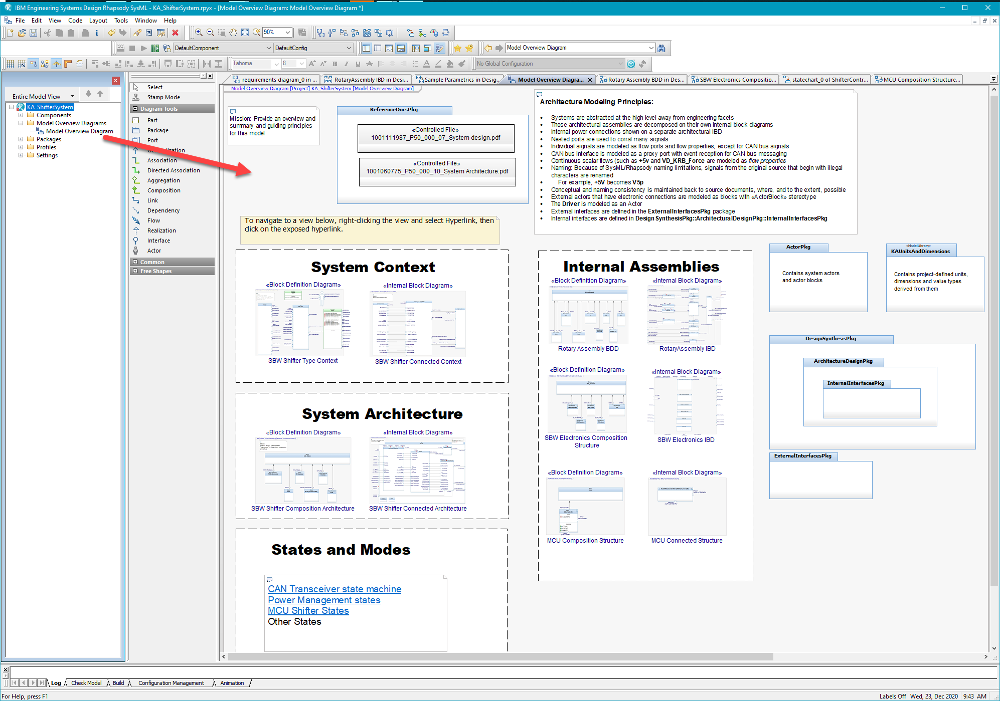 IBM Engineering Systems Design Rhapsody SysML - KA_ShifterSystem.rpyx - [Model Overview Diagram: Model Overview Diagram *]
File Edit View Code Layout Tools Window Help
90%
DefaultComponent DefaultConfig Model Overview Diagram
Tahoma 8 No Global Configuration
requirements diagram_0 in ... RotaryAssembly IBD in Desi... Sample Parametrics in Desig... Model Overview Diagra... Rotary Assembly BDD in Des... SBW Electronics Compositio... statechart_0 of ShifterContr... MCU Composition Structure...
Entire Model View
KA_ShifterSystem
Components
Model Overview Diagrams
Model Overview Diagram
Packages
Profiles
Settings
Select
Stamp Mode
Diagram Tools
Part
Package
Port
Generalization
Association
Directed Association
Aggregation
Composition
Link
Dependency
Flow
Realization
Interface
Actor
Common
Free Shapes
Model Overview Diagram [Project] KA_ShifterSystem [Model Overview Diagram]
Mission: Provide an overview and
summary and guiding principles
for this model
ReferenceDocsPkg
«Controlled File»
1001111987_P50_000_07_System design.pdf
«Controlled File»
1001060775_P50_000_10_System Architecture.pdf
Architecture Modeling Principles:
• Systems are abstracted at the high level away from engineering facets
• Those architectural assemblies are decomposed on their own internal block diagrams
• Internal power connections shown on a separate architectural IBD
• Nested ports are used to corral many signals
• Individual signals are modeled as flow ports and flow properties, except for CAN bus signals
• CAN bus interface is modeled as a proxy port with event reception for CAN bus messaging
• Continuous scalar flows (such as +5v and VD_KRB_Force are modeled as flow properties
• Naming: Because of SysML/Rhapsody naming limitations, signals from the original source that begin with illegal
characters are renamed
For example, +5V becomes V5p
• Conceptual and naming consistency is maintained back to source documents, where, and to the extent, possible
• External actors that have electronic connections are modeled as blocks with «ActorBlock» stereotype
• The Driver is modeled as an Actor
• External interfaces are defined in the ExternalInterfacesPkg package
• Internal interfaces are defined in Design SynthesisPkg::ArchitecturalDesignPkg::InternalInterfacesPkg
To navigate to a view below, right-clicking the view and select Hyperlink, then
click on the exposed hyperlink.
System Context
«Block Definition Diagram» «Internal Block Diagram»
SBW Shifter Type Context SBW Shifter Connected Context
System Architecture
«Block Definition Diagram» «Internal Block Diagram»
SBW Shifter Composition Architecture SBW Shifter Connected Architecture
States and Modes
CAN Transceiver state machine
Power Management states
MCU Shifter States
Other States
Internal Assemblies
«Block Definition Diagram» «Internal Block Diagram»
Rotary Assembly BDD RotaryAssembly IBD
«Block Definition Diagram» «Internal Block Diagram»
SBW Electronics Composition
Structure
SBW Electronics IBD
«Block Definition Diagram» «Internal Block Diagram»
MCU Composition Structure MCU Connected Structure
ActorPkg
Contains system actors
and actor blocks
«ModelLibrary»
KAUnitsAndDimensions
Contains project-defined units,
dimensions and value types
derived from them
DesignSynthesisPkg
ArchitectureDesignPkg
InternalInterfacesPkg
ExternalInterfacesPkg
Log Check Model Build Configuration Management Animation
For Help, press F1
Labels Off Wed, 23, Dec 2020 9:43 AM